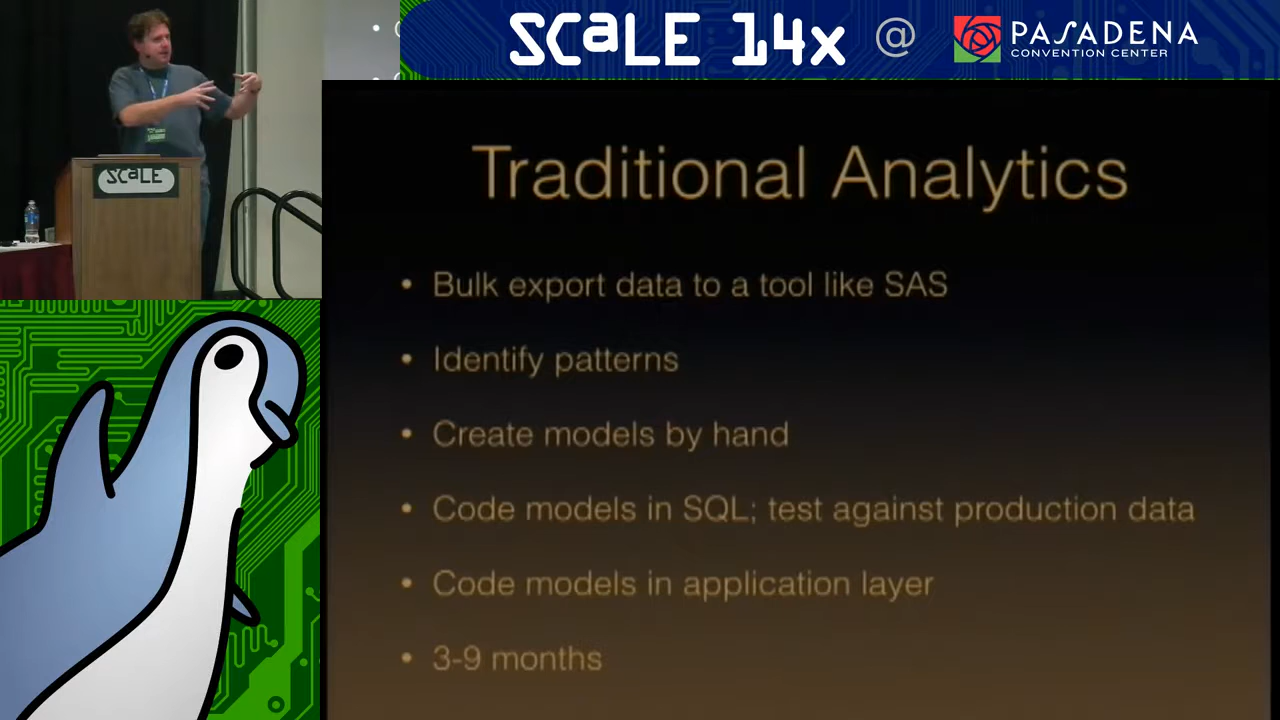 SCALE 14x @ PASADENA
CONVENTION CENTER
SCALE
Traditional Analytics
• Bulk export data to a tool like SAS
• Identify patterns
• Create models by hand
• Code models in SQL; test against production data
• Code models in application layer
• 3-9 months